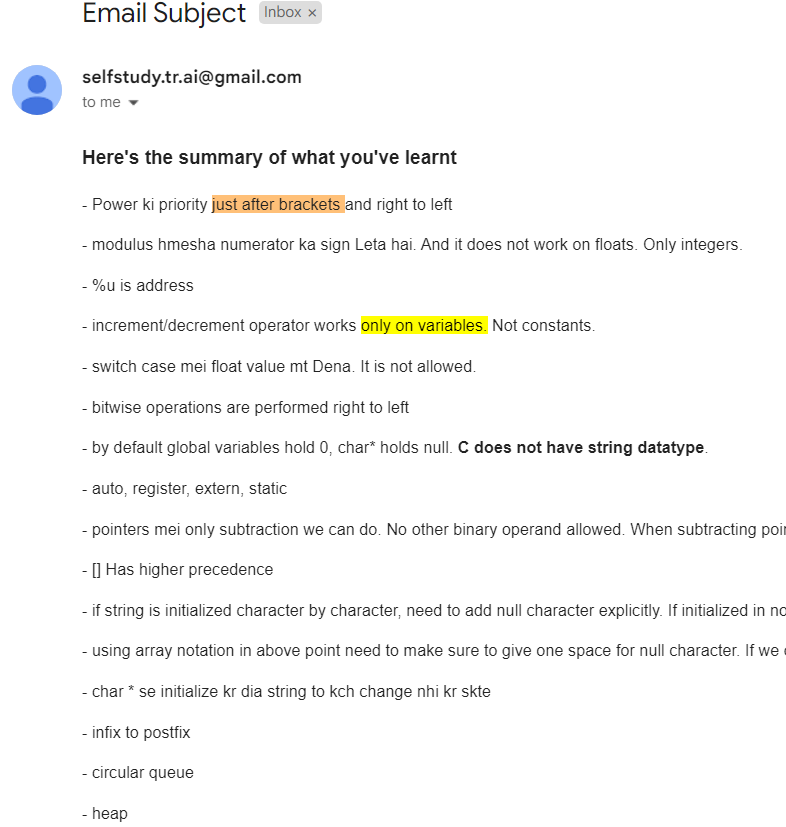 Email Subject Inbox ×
selfstudy.tr.ai@gmail.com
to me
Here's the summary of what you've learnt
- Power ki priority just after brackets and right to left
- modulus hmesha numerator ka sign Leta hai. And it does not work on floats. Only integers.
- %u is address
- increment/decrement operator works only on variables. Not constants.
- switch case mei float value mt Dena. It is not allowed.
- bitwise operations are performed right to left
- by default global variables hold 0, char* holds null. C does not have string datatype.
- auto, register, extern, static
- pointers mei only subtraction we can do. No other binary operand allowed. When subtracting
- [] Has higher precedence
- if string is initialized character by character, need to add null character explicitly. If initialized in
- using array notation in above point need to make sure to give one space for null character. If we
- char * se initialize kr dia string to kch change nhi kr skte
- infix to postfix
- circular queue
- heap